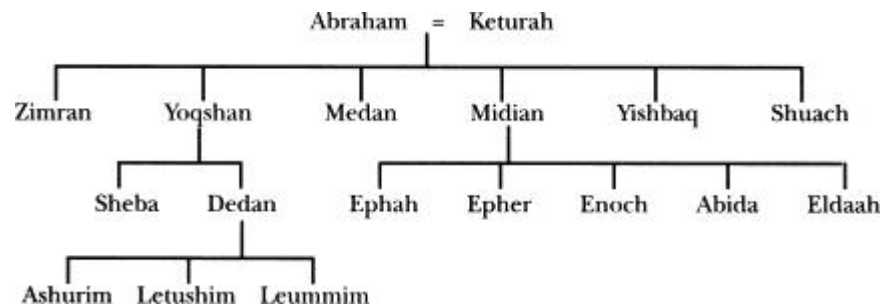 Abraham = Keturah
Zimran Yoqshan Medan Midian Yishbaq Shuach
Sheba Dedan Ephah Epher Enoch Abida Eldaah
Ashurim Letushim Leummim